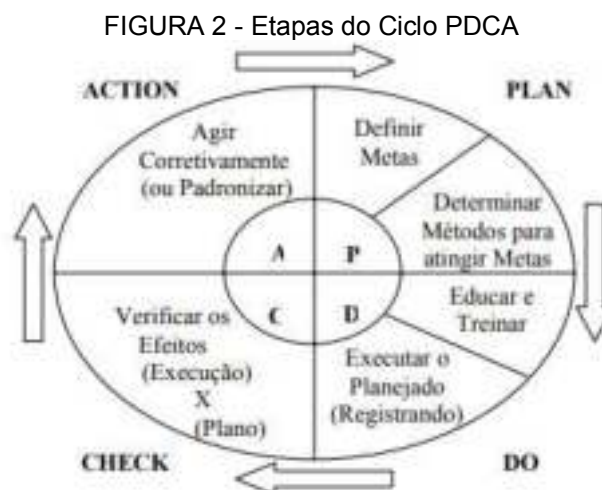 FIGURA 2 - Etapas do Ciclo PDCA
ACTION
PLAN
Agir
Corretivamente
(ou Padronizar)
Definir
Metas
Determinar
Métodos para
atingir Metas
A
P
C
D
Educar e
Treinar
Verificar os
Efeitos
(Execução)
X
(Plano)
Executar o
Planejado
(Registrando)
CHECK
DO